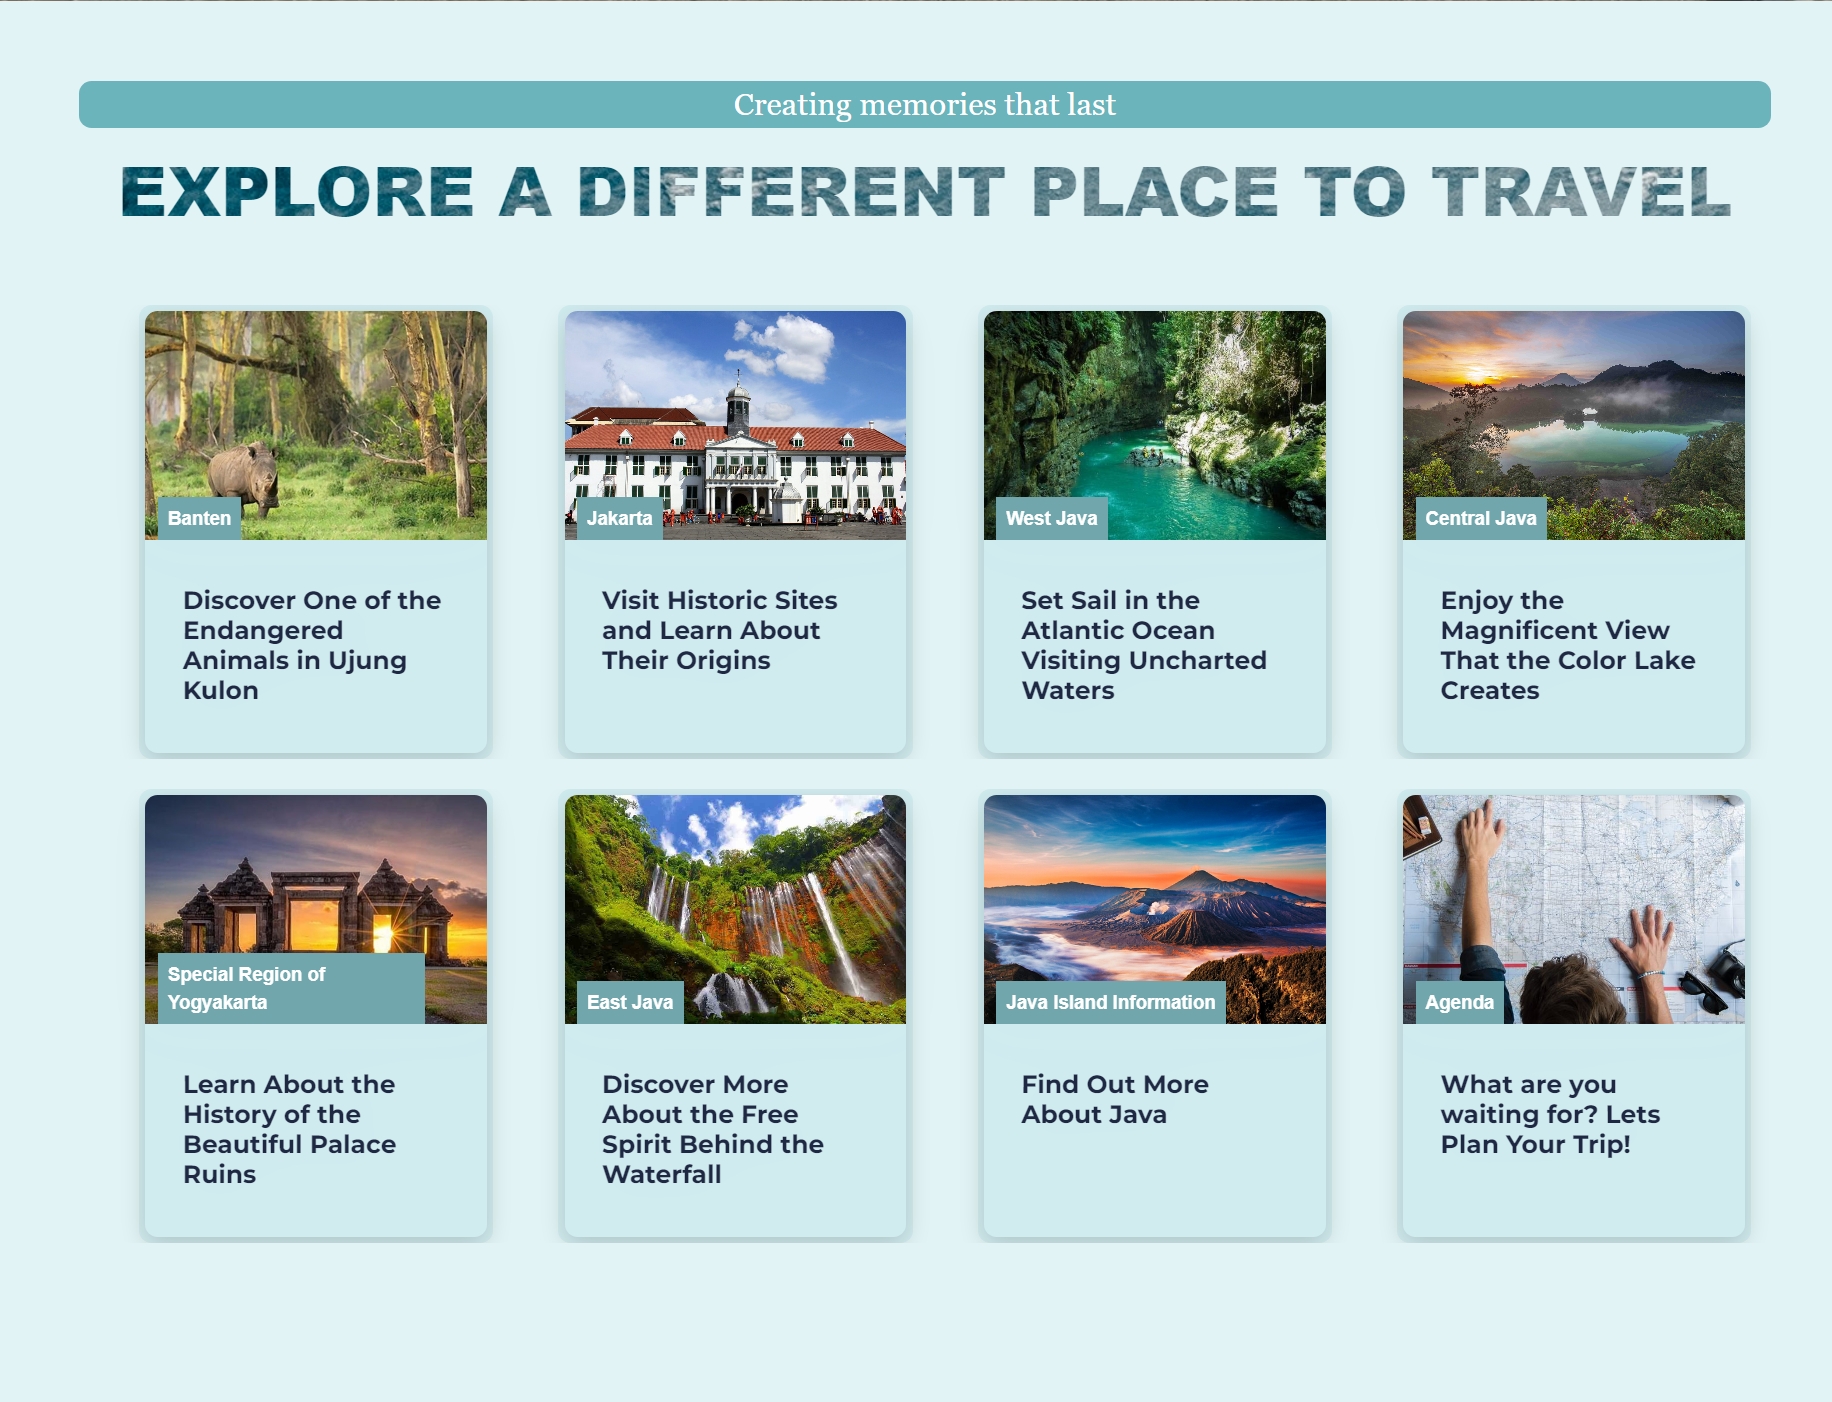 Creating memories that last
EXPLORE A DIFFERENT PLACE TO TRAVEL
Banten
Discover One of the
Endangered
Animals in Ujung
Kulon
Jakarta
Visit Historic Sites
and Learn About
Their Origins
West Java
Set Sail in the
Atlantic Ocean
Visiting Uncharted
Waters
Central Java
Enjoy the
Magnificent View
That the Color Lake
Creates
Special Region of
Yogyakarta
Learn About the
History of the
Beautiful Palace
Ruins
East Java
Discover More
About the Free
Spirit Behind the
Waterfall
Java Island Information
Find Out More
About Java
Agenda
What are you
waiting for? Lets
Plan Your Trip!